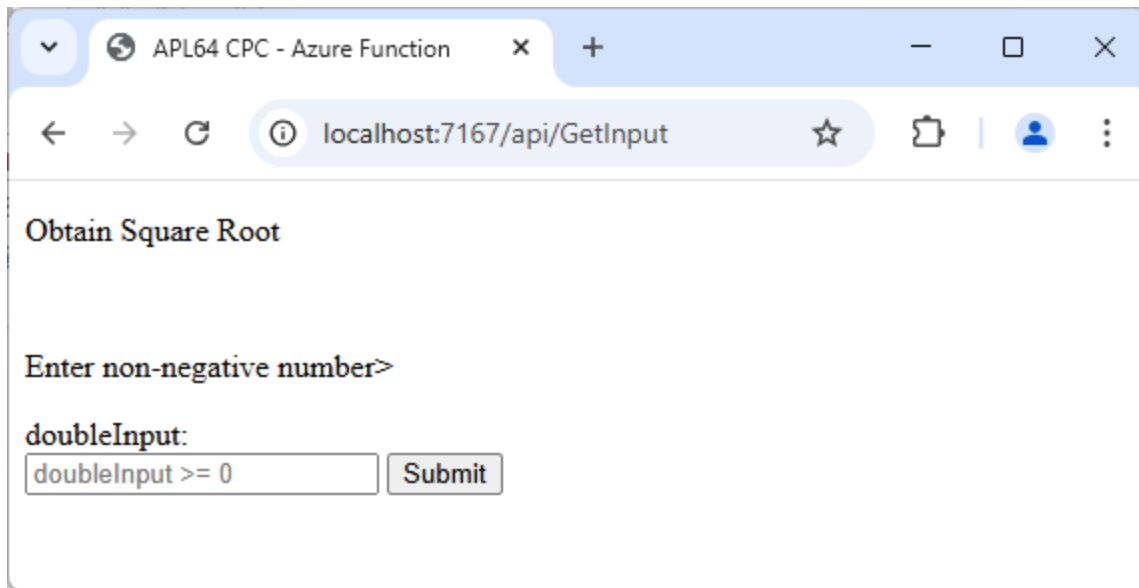 APL64 CPC - Azure Function
localhost:7167/api/GetInput
Obtain Square Root
Enter non-negative number>
doubleInput:
doubleInput >= 0 Submit